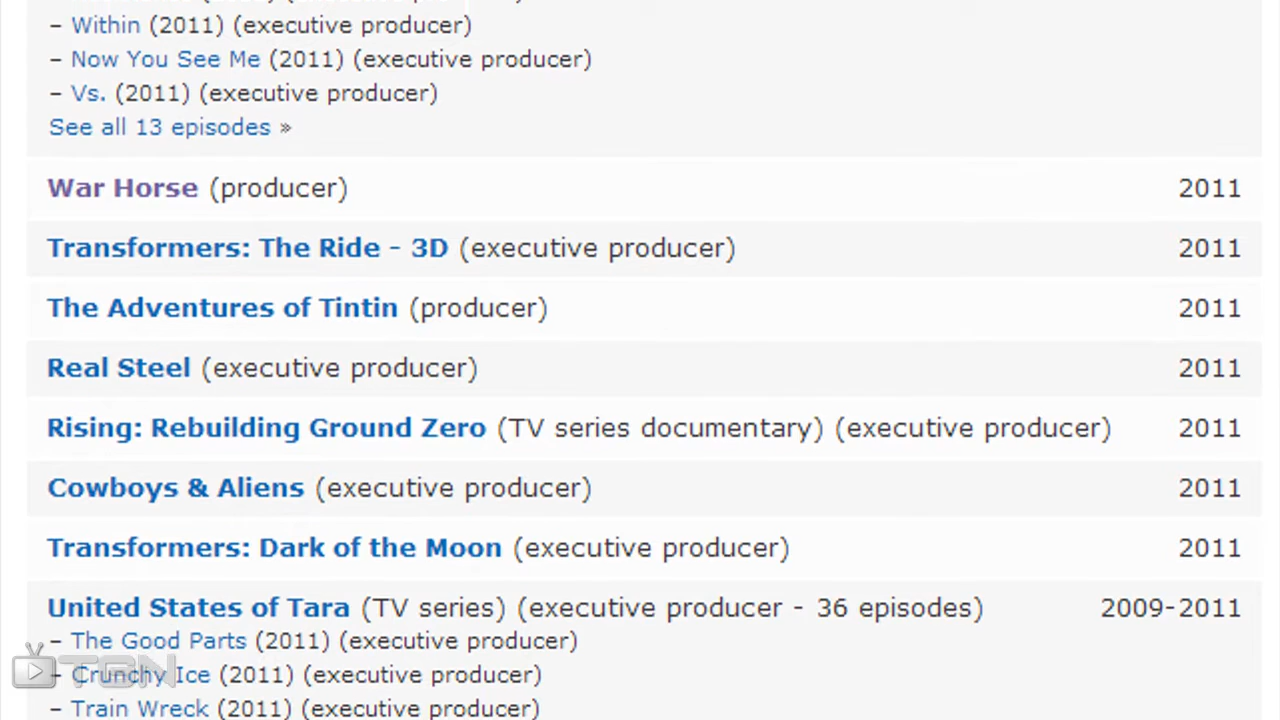 – Within (2011) (executive producer)
– Now You See Me (2011) (executive producer)
– Vs. (2011) (executive producer)
See all 13 episodes »
War Horse (producer) 2011
Transformers: The Ride - 3D (executive producer) 2011
The Adventures of Tintin (producer) 2011
Real Steel (executive producer) 2011
Rising: Rebuilding Ground Zero (TV series documentary) (executive producer) 2011
Cowboys & Aliens (executive producer) 2011
Transformers: Dark of the Moon (executive producer) 2011
United States of Tara (TV series) (executive producer - 36 episodes) 2009-2011
– The Good Parts (2011) (executive producer)
– Crunchy Ice (2011) (executive producer)
TGN
– Train Wreck (2011) (executive producer)